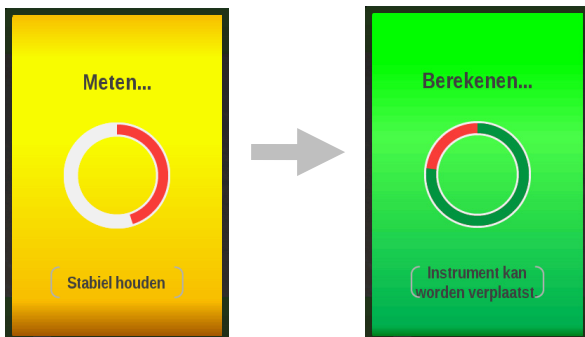 Meten...
Stabiel houden
Berekenen...
Instrument kan
worden verplaatst